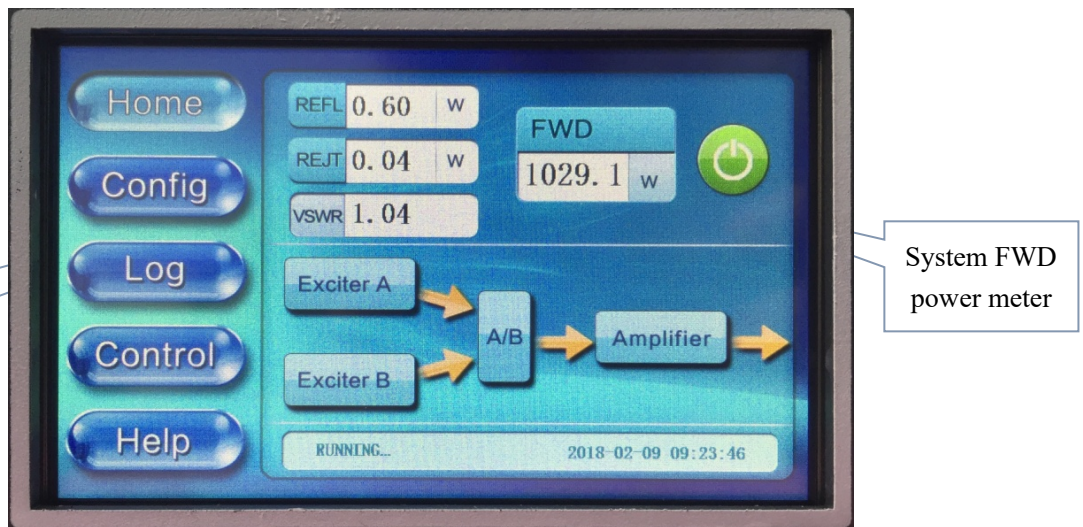 Home
Config
Log
Control
Help
REFL 0.60 W
REJT 0.04 W
VSWR 1.04
FWD
1029.1 W
Exciter A
Exciter B
A/B
Amplifier
RUNNING... 2018-02-09 09:23:46
System FWD
power meter